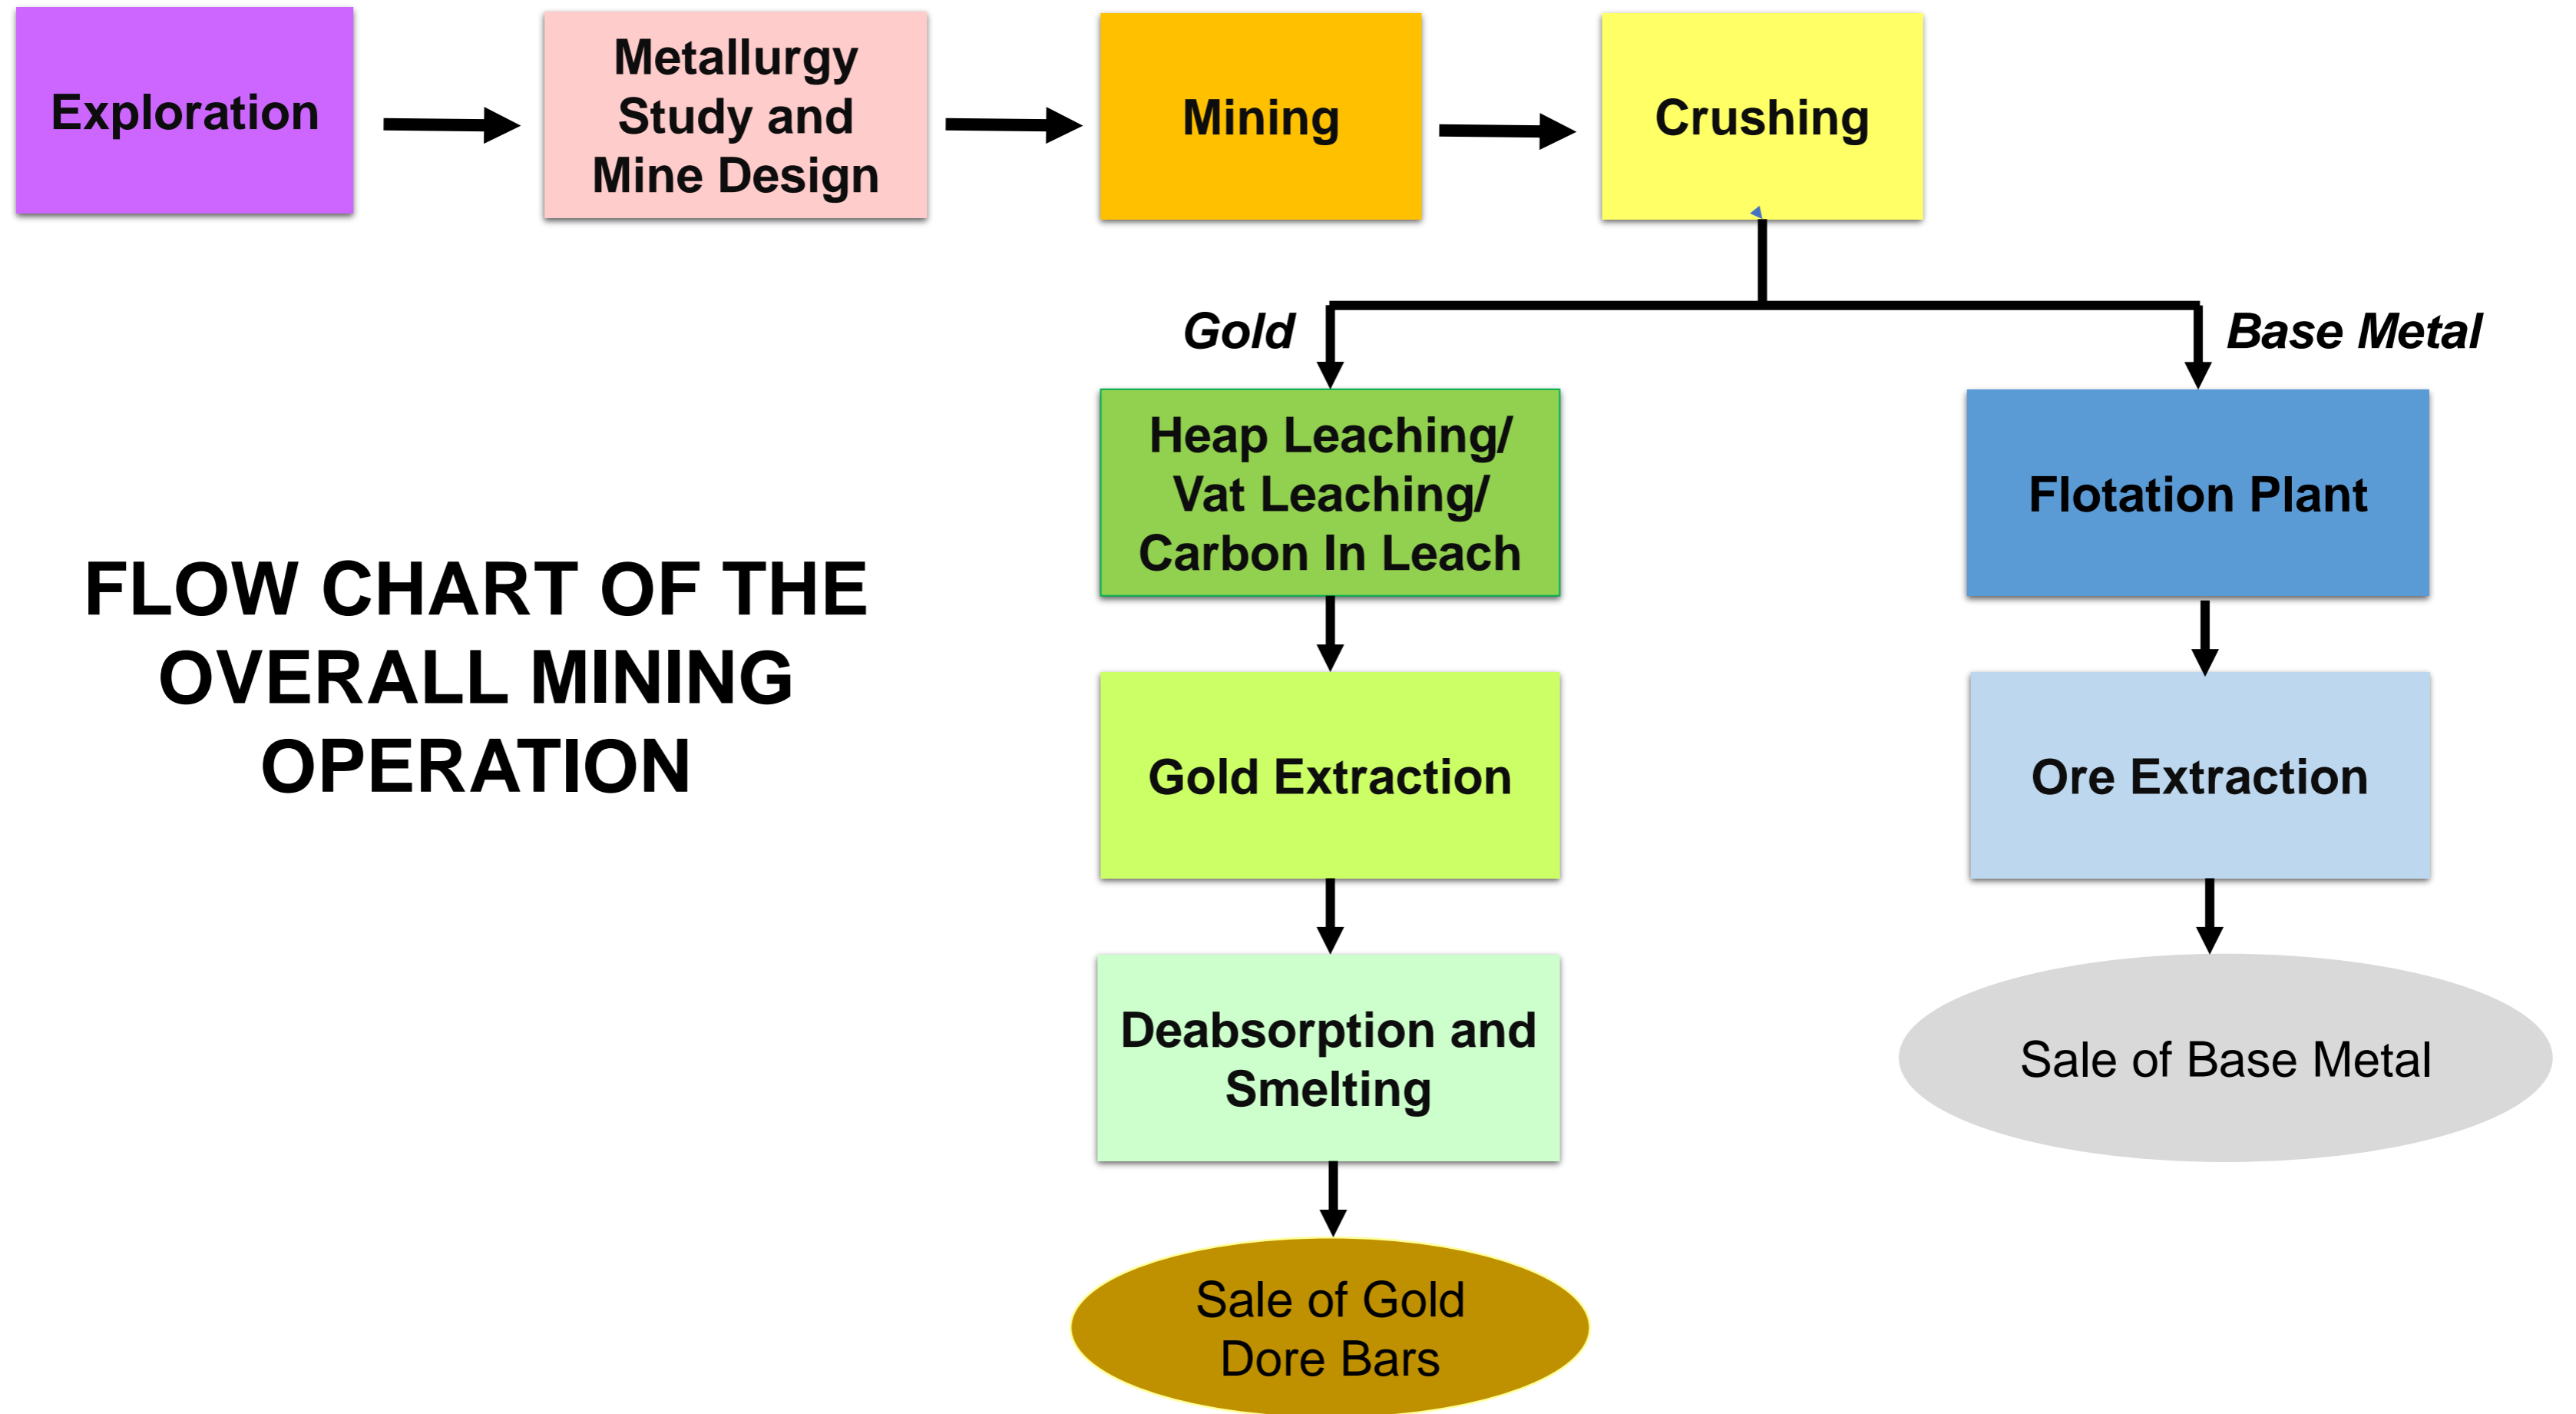 Exploration
Metallurgy
Study and
Mine Design
Mining
Crushing
Gold
Base Metal
Heap Leaching/
Vat Leaching/
Carbon In Leach
Flotation Plant
FLOW CHART OF THE
OVERALL MINING
OPERATION
Gold Extraction
Ore Extraction
Deabsorption and
Smelting
Sale of Base Metal
Sale of Gold
Dore Bars